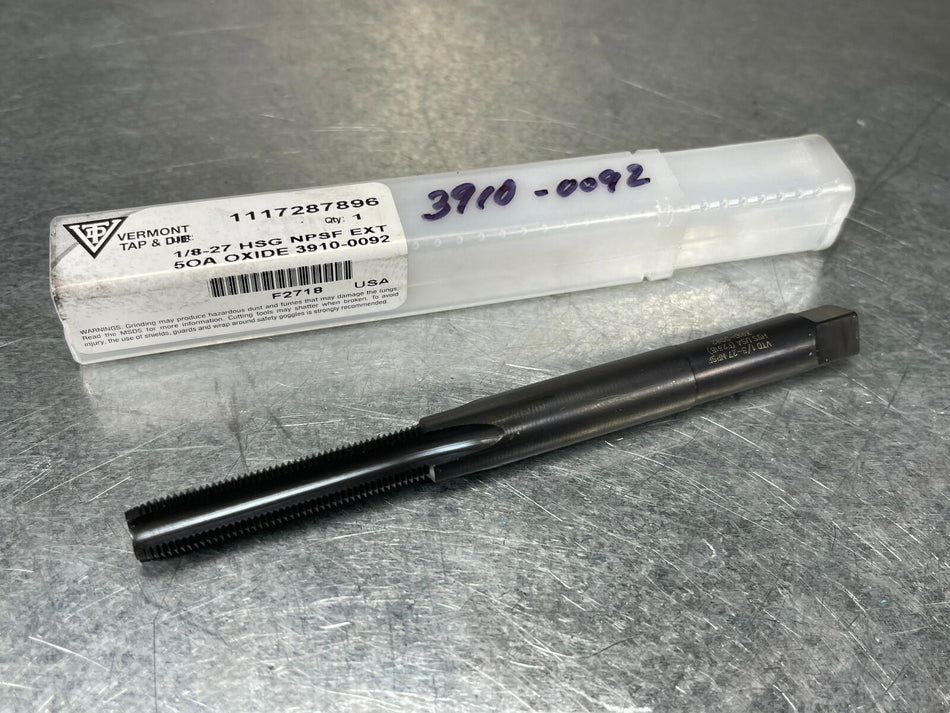 1117287896
Qty: 1
VERMONT
TAP & DIE
1/8-27 HSG NPSF EXT
5OA OXIDE 3910-0092
F2718 USA
WARNINGS: Grinding may produce hazardous dust and fumes that may damage the lungs.
Read the MSDS for more information. Cutting tools may shatter when broken. To avoid
injury, the use of shields, guards and wrap around safety goggles is strongly recommended.
3910-0092
VTD 1/8-27 NPSF
HSS USA